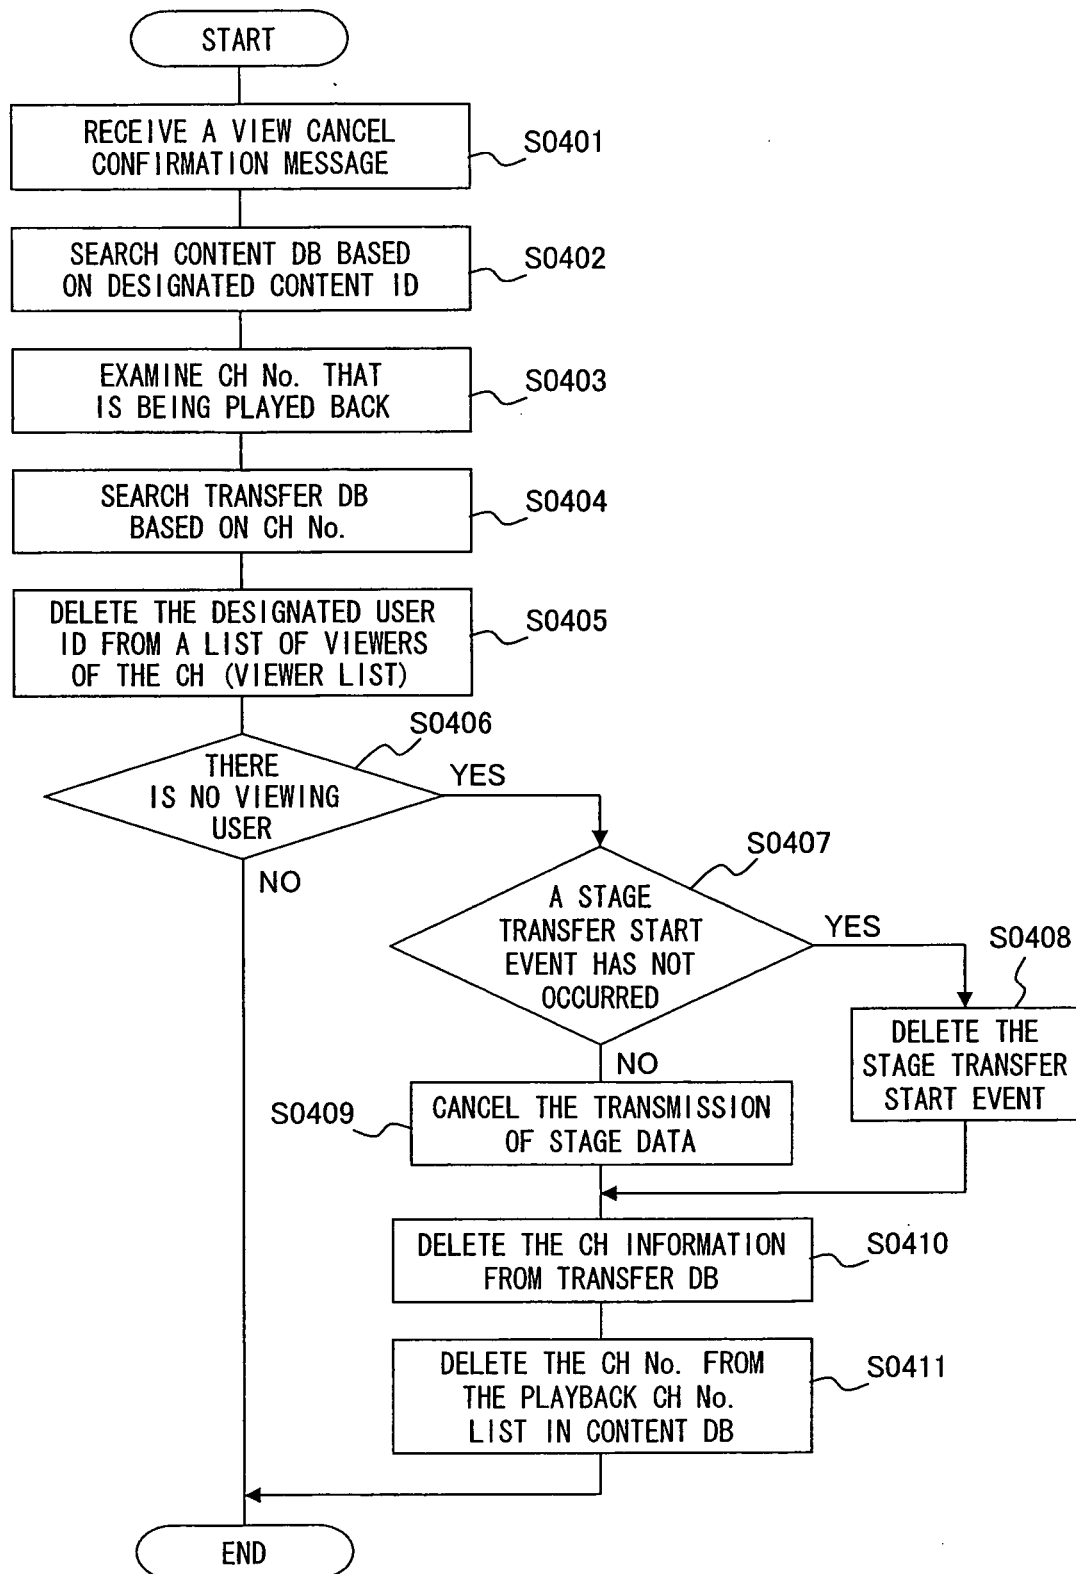 START
RECEIVE A VIEW CANCEL
CONFIRMATION MESSAGE
S0401
SEARCH CONTENT DB BASED
ON DESIGNATED CONTENT ID
S0402
EXAMINE CH No. THAT
IS BEING PLAYED BACK
S0403
SEARCH TRANSFER DB
BASED ON CH No.
S0404
DELETE THE DESIGNATED USER
ID FROM A LIST OF VIEWERS
OF THE CH (VIEWER LIST)
S0405
S0406
THERE
IS NO VIEWING
USER
YES
NO
S0407
A STAGE
TRANSFER START
EVENT HAS NOT
OCCURRED
YES
NO
S0408
DELETE THE
STAGE TRANSFER
START EVENT
S0409
CANCEL THE TRANSMISSION
OF STAGE DATA
DELETE THE CH INFORMATION
FROM TRANSFER DB
S0410
DELETE THE CH No. FROM
THE PLAYBACK CH No.
LIST IN CONTENT DB
S0411
END